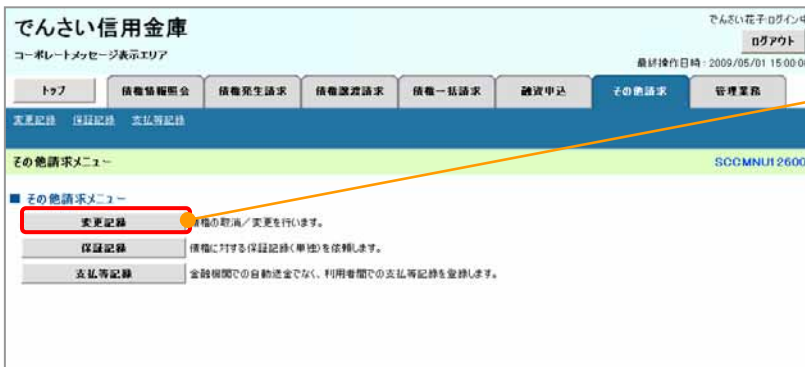 でんさい信用金庫
でんさい花子:ログイン中
コーポレートメッセージ表示エリア
ログアウト
最終操作日時:2009/05/01 15:00:00
トップ 債権情報照会 債権発生請求 債権譲渡請求 債権一括請求 融資申込 その他請求 管理業務
変更記録 保証記録 支払等記録
その他請求メニュー SCCMNU12600
■ その他請求メニュー
変更記録 債権の取消/変更を行います。
保証記録 債権に対する保証記録(単独)を依頼します。
支払等記録 金融機関での自動送金でなく、利用者間での支払等記録を登録します。